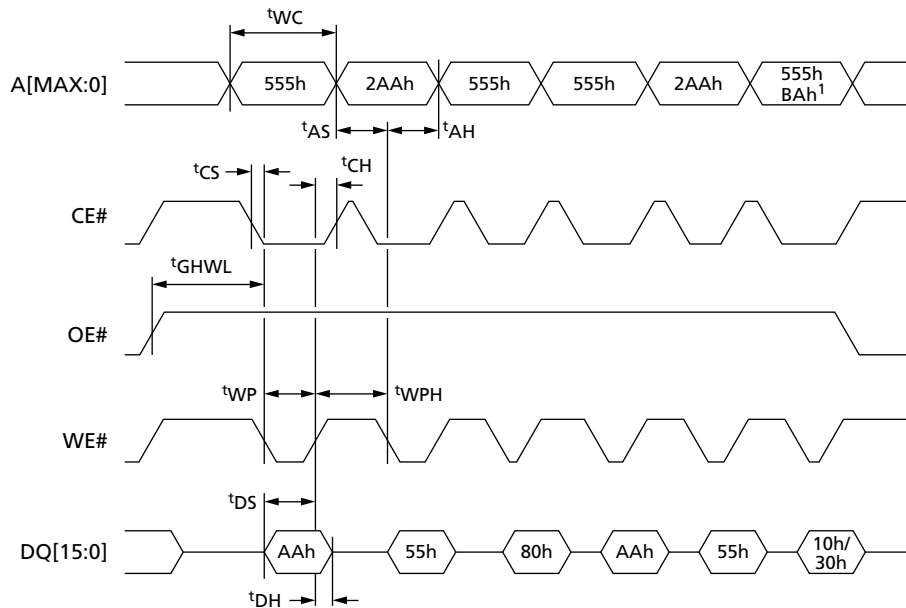 tWC
A[MAX:0] 555h 2AAh 555h 555h 2AAh 555h
BAh1
tAS tAH
tCS tCH
CE#
tGHWL
OE#
tWP tWPH
WE#
tDS
DQ[15:0] AAh 55h 80h AAh 55h 10h/
30h
tDH